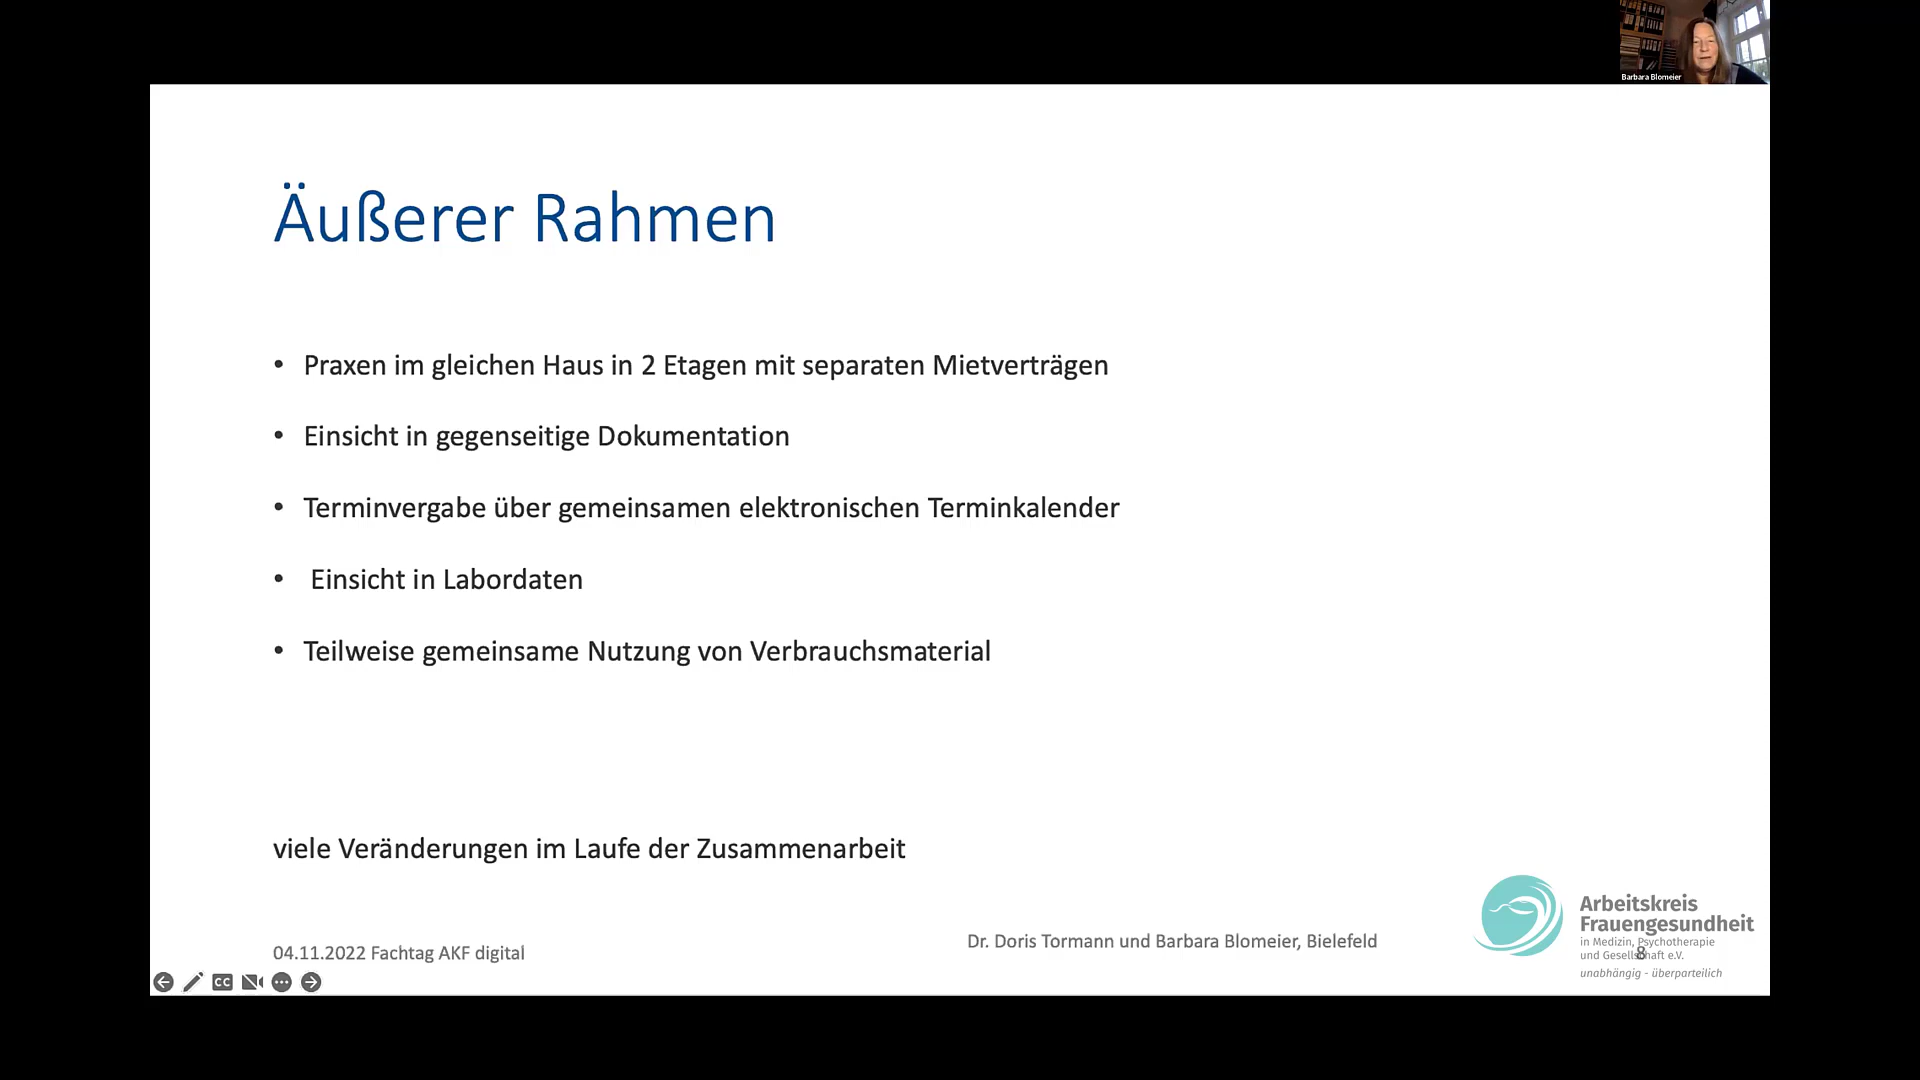 Barbara Blomeier
Äußerer Rahmen
• Praxen im gleichen Haus in 2 Etagen mit separaten Mietverträgen
• Einsicht in gegenseitige Dokumentation
• Terminvergabe über gemeinsamen elektronischen Terminkalender
• Einsicht in Labordaten
• Teilweise gemeinsame Nutzung von Verbrauchsmaterial
viele Veränderungen im Laufe der Zusammenarbeit
04.11.2022 Fachtag AKF digital
Dr. Doris Tormann und Barbara Blomeier, Bielefeld
Arbeitskreis
Frauengesundheit
in Medizin, Psychotherapie
und Gesellschaft e.V.
unabhängig - überparteilich
8
CC